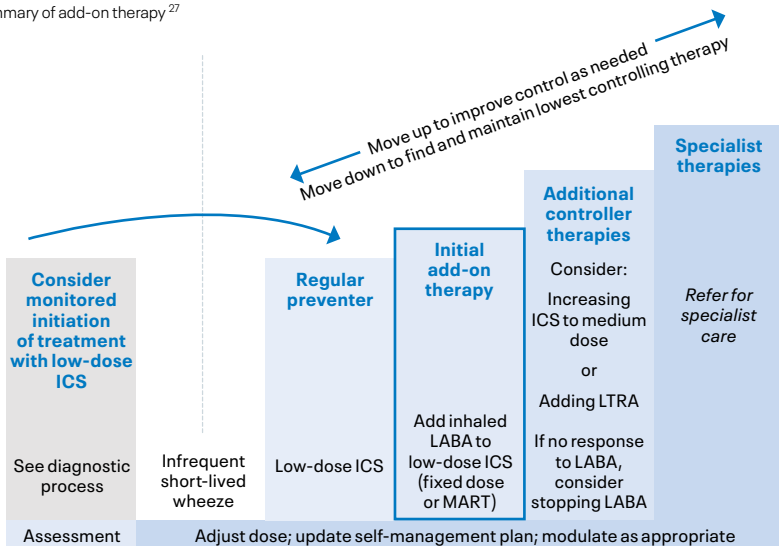 mmary of add-on therapy 27
Move up to improve control as needed
Move down to find and maintain lowest controlling therapy
Consider
monitored
initiation
of treatment
with low-dose
ICS
See diagnostic
process
Infrequent
short-lived
wheeze
Regular
preventer
Low-dose ICS
Initial
add-on
therapy
Add inhaled
LABA to
low-dose ICS
(fixed dose
or MART)
Additional
controller
therapies
Consider:
Increasing
ICS to medium
dose
or
Adding LTRA
If no response
to LABA,
consider
stopping LABA
Specialist
therapies
Refer for
specialist
care
Assessment
Adjust dose; update self-management plan; modulate as appropriate